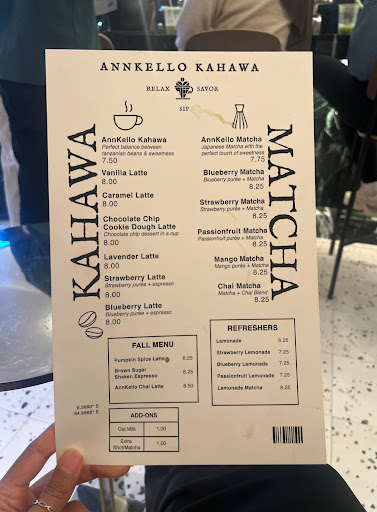 ANNKELLO KAHAWA
RELAX SAVOR
SIP
KAHAWA
AnnKello Kahawa
Perfect balance between
tanzanian beans & sweetness
7.50
Vanilla Latte
8.00
Caramel Latte
8.00
Chocolate Chip
Cookie Dough Latte
Chocolate chip dessert in a cup
8.00
Lavender Latte
8.00
Strawberry Latte
Strawberry purée + espresso
8.00
Blueberry Latte
Blueberry purée + espresso
8.00
MATCHA
AnnKello Matcha
Japanese Matcha with the
perfect touch of sweetness
7.75
Blueberry Matcha
Blueberry purée + Matcha
8.25
Strawberry Matcha
Strawberry purée + Matcha
8.25
Passionfruit Matcha
Passionfruit purée + Matcha
8.25
Mango Matcha
Mango purée + Matcha
8.25
Chai Matcha
Matcha + Chai Blend
8.25
FALL MENU
Pumpkin Spice Latte 8.25
Brown Sugar
Shaken Espresso 8.25
AnnKello Chai Latte 8.50
REFRESHERS
Lemonade 6.25
Strawberry Lemonade 7.25
Blueberry Lemonade 7.25
Passionfruit Lemonade 7.25
Lemonade Matcha 8.25
ADD-ONS
Oat Milk 1.00
Extra
Shot/Matcha 1.00